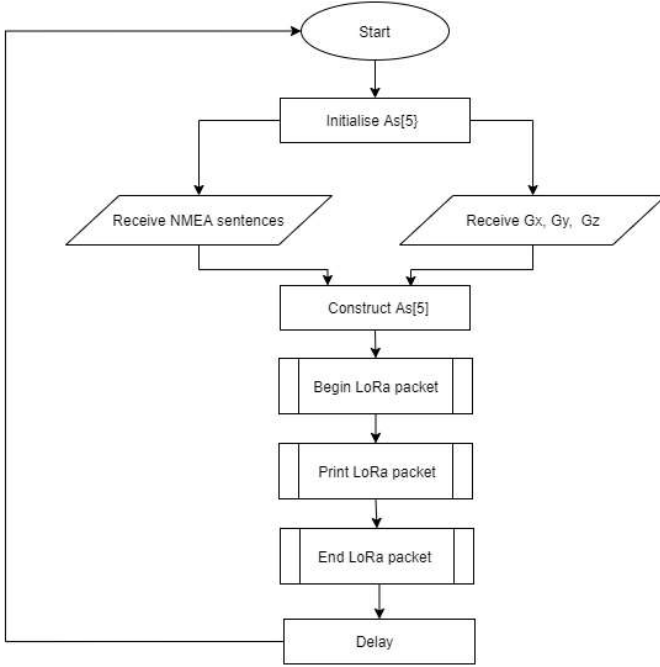 Start
Initialise As[5}
Receive NMEA sentences
Receive Gx, Gy, Gz
Construct As[5]
Begin LoRa packet
Print LoRa packet
End LoRa packet
Delay